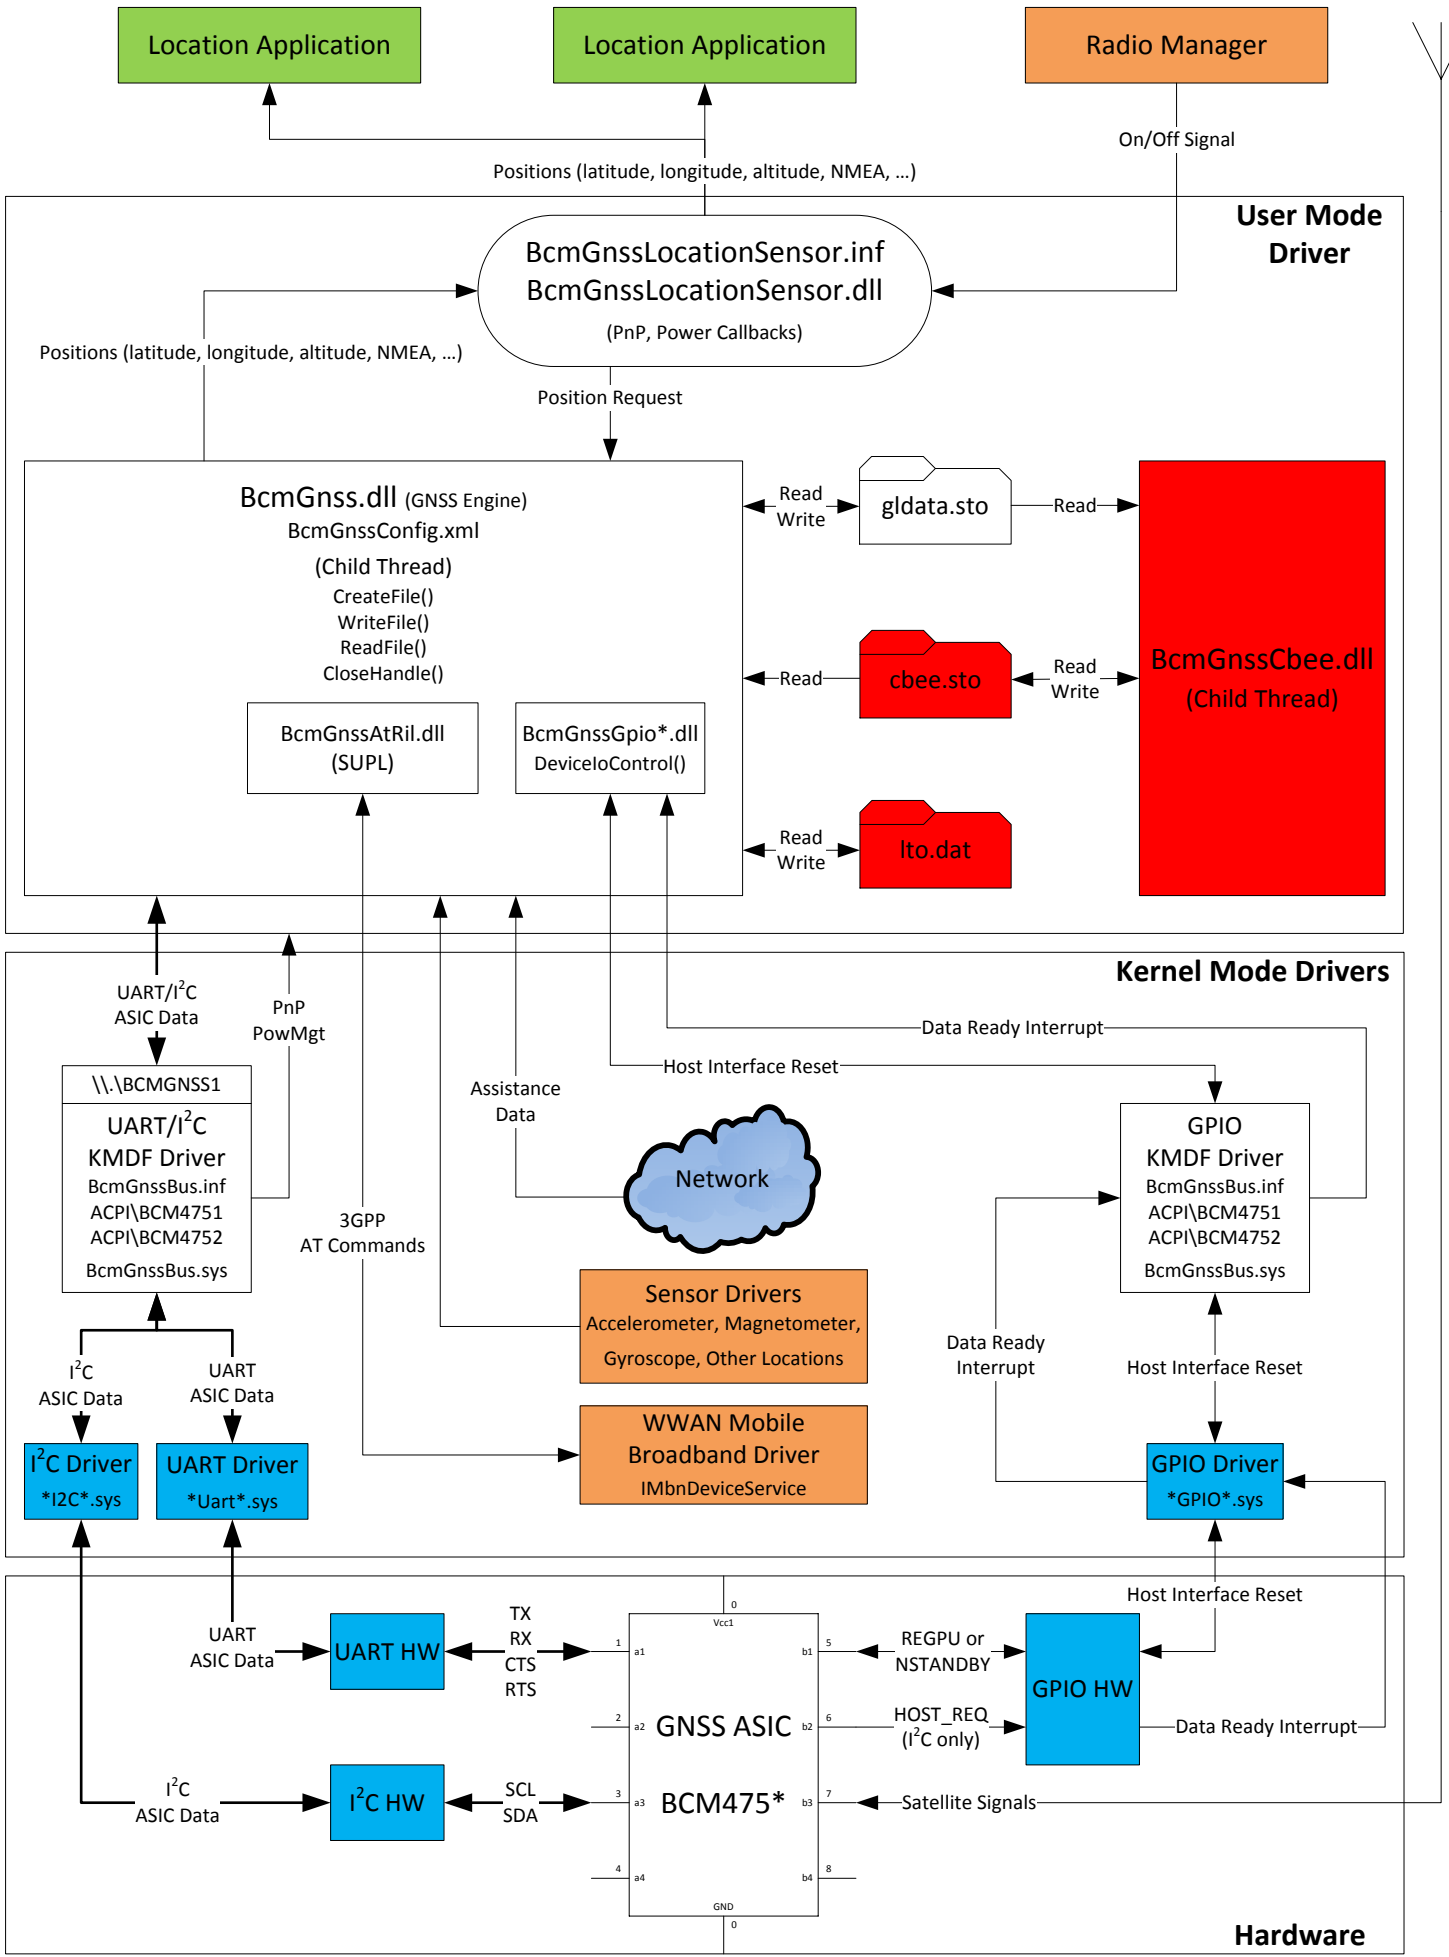 Location Application
Location Application
Radio Manager
On/Off Signal
Positions (latitude, longitude, altitude, NMEA, ...)
User Mode
Driver
BcmGnssLocationSensor.inf
BcmGnssLocationSensor.dll
(PnP, Power Callbacks)
Positions (latitude, longitude, altitude, NMEA, ...)
Position Request
BcmGnss.dll (GNSS Engine)
BcmGnssConfig.xml
(Child Thread)
CreateFile()
WriteFile()
ReadFile()
CloseHandle()
BcmGnssAtRil.dll
(SUPL)
BcmGnssGpio*.dll
DeviceIoControl()
Read
Write
gldata.sto
Read
Read
cbee.sto
Read
Write
BcmGnssCbee.dll
(Child Thread)
Read
Write
lto.dat
Kernel Mode Drivers
UART/I²C
ASIC Data
PnP
PowMgt
Data Ready Interrupt
Host Interface Reset
\\.\BCMGNSS1
UART/I²C
KMDF Driver
BcmGnssBus.inf
ACPI\BCM4751
ACPI\BCM4752
BcmGnssBus.sys
Assistance
Data
Network
GPIO
KMDF Driver
BcmGnssBus.inf
ACPI\BCM4751
ACPI\BCM4752
BcmGnssBus.sys
3GPP
AT Commands
Sensor Drivers
Accelerometer, Magnetometer,
Gyroscope, Other Locations
Data Ready
Interrupt
Host Interface Reset
I²C
ASIC Data
UART
ASIC Data
WWAN Mobile
Broadband Driver
IMbnDeviceService
I²C Driver
*I2C*.sys
UART Driver
*Uart*.sys
GPIO Driver
*GPIO*.sys
Host Interface Reset
UART
ASIC Data
UART HW
TX
RX
CTS
RTS
0
Vcc1
1
a1
2
a2
3
a3
4
a4
GNSS ASIC
BCM475*
5
b1
6
b2
7
b3
8
b4
GND
0
REGPU or
NSTANDBY
HOST_REQ
(I²C only)
GPIO HW
Data Ready Interrupt
I²C
ASIC Data
I²C HW
SCL
SDA
Satellite Signals
Hardware